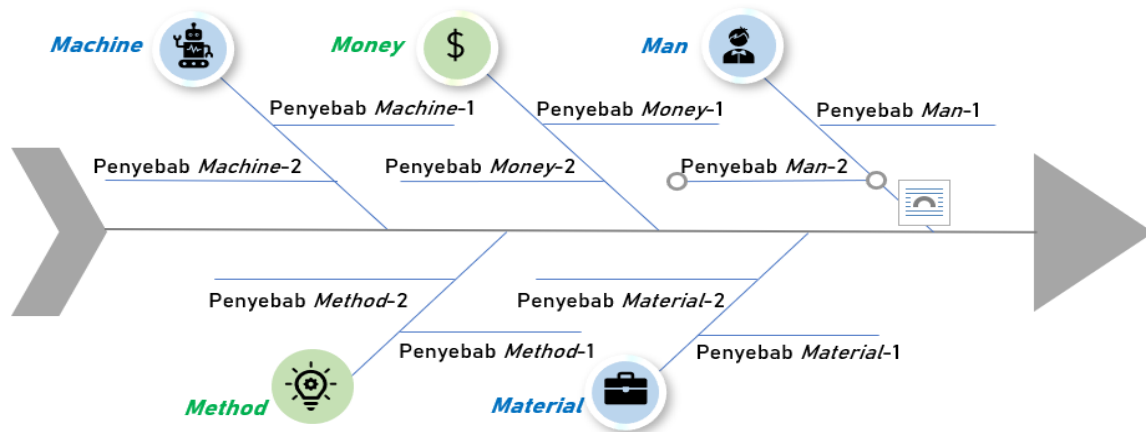 Machine
Money
Man
Penyebab Machine-1
Penyebab Money-1
Penyebab Man-1
Penyebab Machine-2
Penyebab Money-2
Penyebab Man-2
Penyebab Method-2
Penyebab Material-2
Penyebab Method-1
Penyebab Material-1
Method
Material